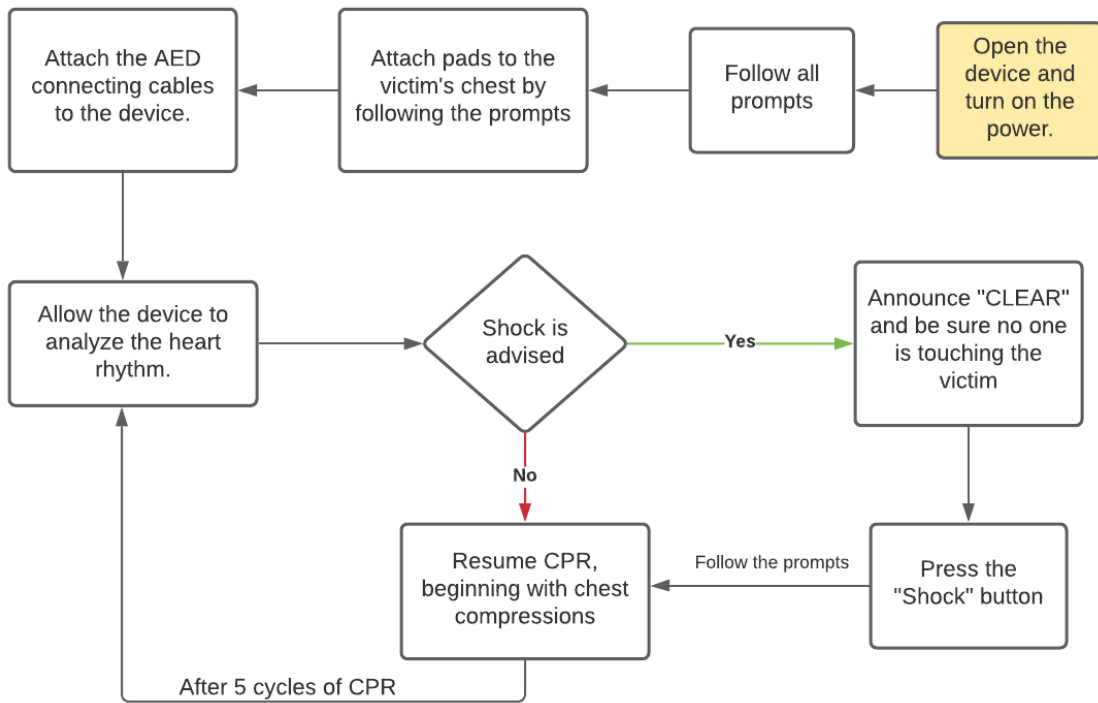 Open the
device and
turn on the
power.
Follow all
prompts
Attach pads to the
victim's chest by
following the prompts
Attach the AED
connecting cables
to the device.
Allow the device to
analyze the heart
rhythm.
Shock is
advised
Yes
Announce "CLEAR"
and be sure no one
is touching the
victim
No
Press the
"Shock" button
Follow the prompts
Resume CPR,
beginning with chest
compressions
After 5 cycles of CPR